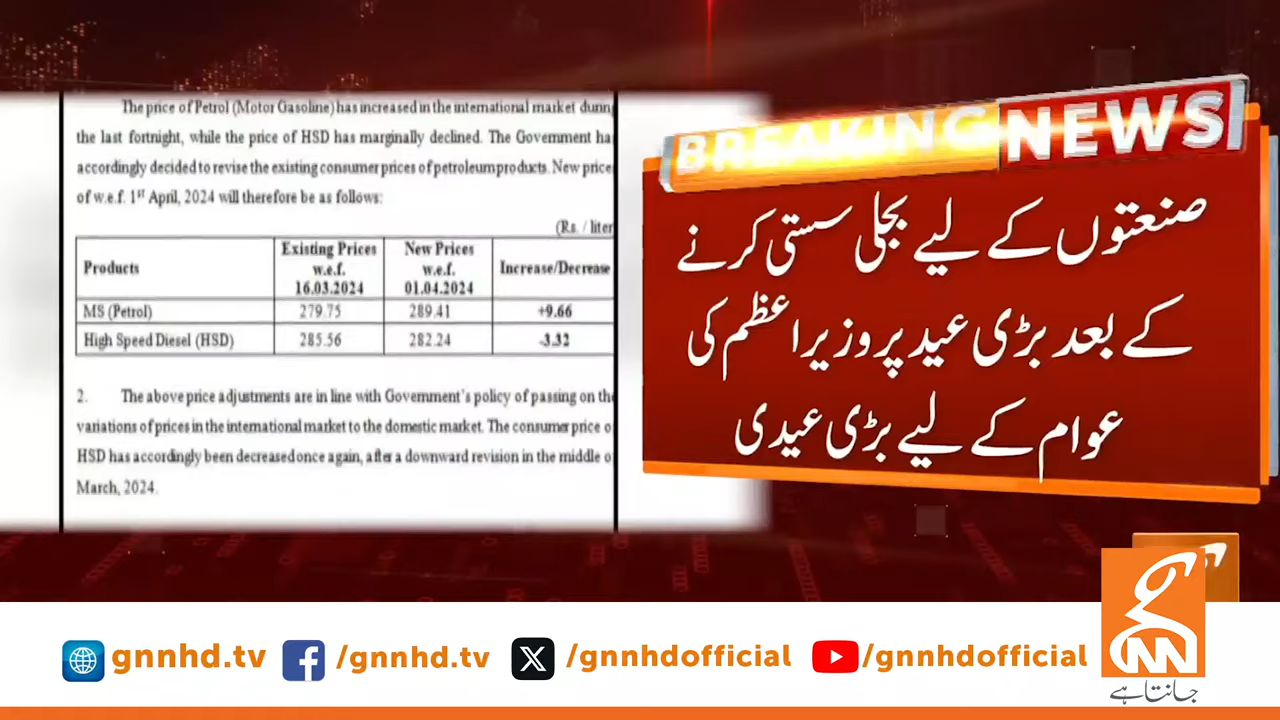 The price of Petrol (Motor Gasoline) has increased in the international market durin
the last fortnight, while the price of HSD has marginally declined. The Government ha
accordingly decided to revise the existing consumer prices of petroleum products. New price
of w.e.f. 1st April, 2024 will therefore be as follows:
(Rs. / liter
Products Existing Prices w.e.f. 16.03.2024 New Prices w.e.f. 01.04.2024 Increase/Decrease
MS (Petrol) 279.75 289.41 +9.66
High Speed Diesel (HSD) 285.56 282.24 -3.32
2. The above price adjustments are in line with Government's policy of passing on the
variations of prices in the international market to the domestic market. The consumer price o
HSD has accordingly been decreased once again, after a downward revision in the middle o
March, 2024.
BREAKING NEWS
صنعتوں کے لیے بجلی سستی کرنے
کے بعد بڑی عید پر وزیراعظم کی
عوام کے لیے بڑی عیدی
gnnhd.tv /gnnhd.tv /gnnhdofficial /gnnhdofficial
GNN
جانتا ہے